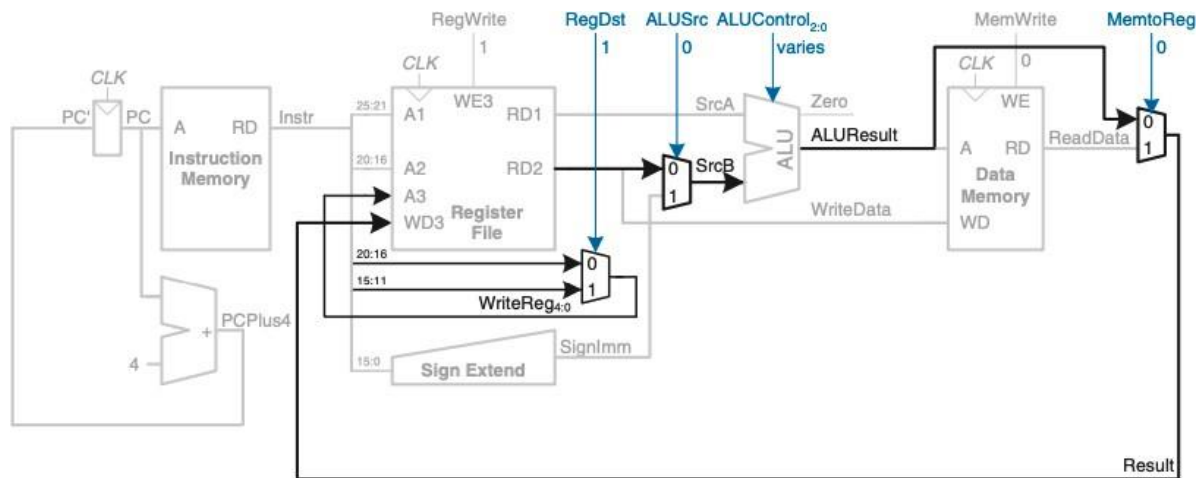 RegWrite
1
RegDst
1
ALUSrc
0
ALUControl2:0
varies
MemWrite
0
MemtoReg
0
CLK
PC'
PC
A
RD
Instruction
Memory
Instr
4
+
PCPlus4
25:21
20:16
20:16
15:11
15:0
CLK
WE3
A1
RD1
A2
RD2
A3
WD3
Register
File
0
1
WriteReg4:0
Sign Extend
SignImm
0
1
SrcA
SrcB
ALU
Zero
ALUResult
WriteData
CLK
WE
A
RD
Data
Memory
WD
ReadData
0
1
Result